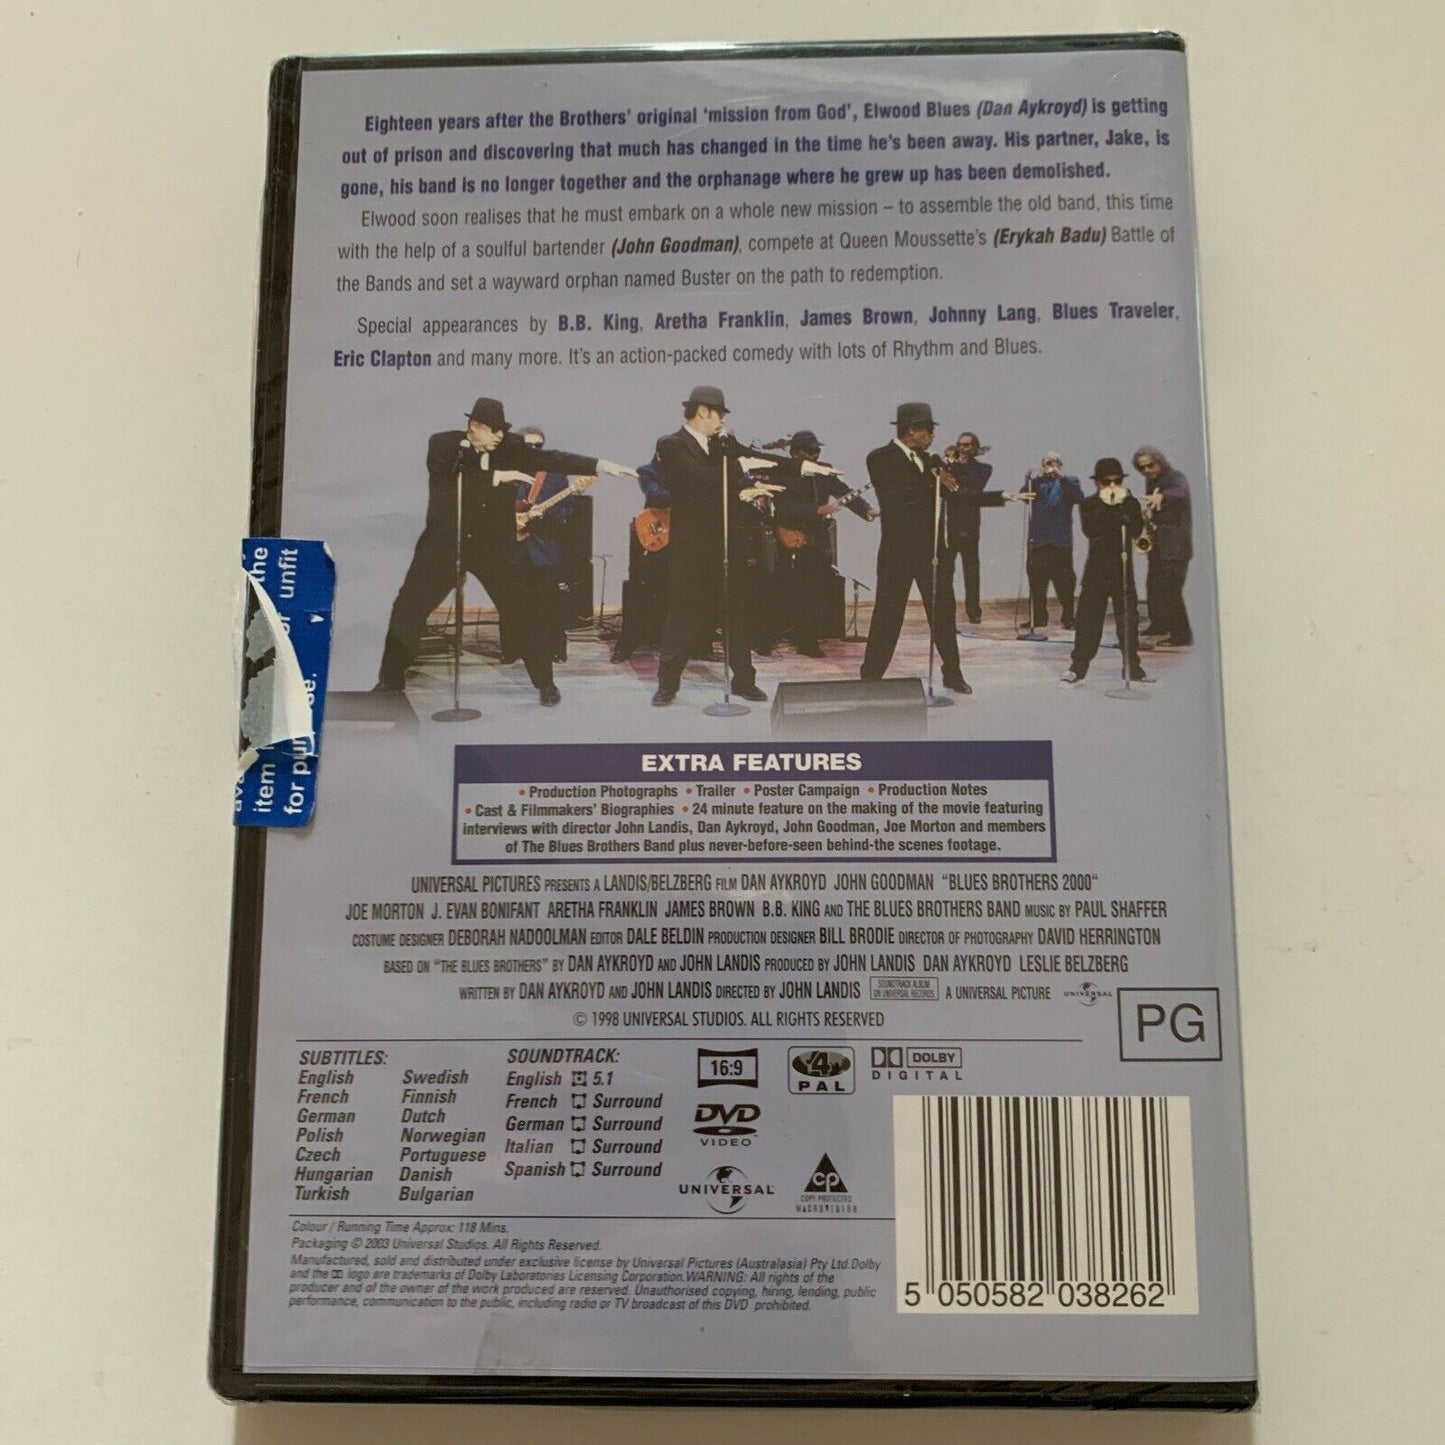 Eighteen years after the Brothers' original 'mission from God', Elwood Blues (Dan Aykroyd) is getting
out of prison and discovering that much has changed in the time he's been away. His partner, Jake, is
gone, his band is no longer together and the orphanage where he grew up has been demolished.
Elwood soon realises that he must embark on a whole new mission – to assemble the old band, this time
with the help of a soulful bartender (John Goodman), compete at Queen Moussette's (Erykah Badu) Battle of
the Bands and set a wayward orphan named Buster on the path to redemption.
Special appearances by B.B. King, Aretha Franklin, James Brown, Johnny Lang, Blues Traveler,
Eric Clapton and many more. It's an action-packed comedy with lots of Rhythm and Blues.
the
unfit
item
for
EXTRA FEATURES
• Production Photographs • Trailer • Poster Campaign • Production Notes
• Cast & Filmmakers' Biographies • 24 minute feature on the making of the movie featuring
interviews with director John Landis, Dan Aykroyd, John Goodman, Joe Morton and members
of The Blues Brothers Band plus never-before-seen behind-the scenes footage.
UNIVERSAL PICTURES PRESENTS A LANDIS/BELZBERG FILM DAN AYKROYD JOHN GOODMAN "BLUES BROTHERS 2000"
JOE MORTON J. EVAN BONIFANT ARETHA FRANKLIN JAMES BROWN B.B. KING AND THE BLUES BROTHERS BAND MUSIC BY PAUL SHAFFER
COSTUME DESIGNER DEBORAH NADOOLMAN EDITOR DALE BELDIN PRODUCTION DESIGNER BILL BRODIE DIRECTOR OF PHOTOGRAPHY DAVID HERRINGTON
BASED ON "THE BLUES BROTHERS" BY DAN AYKROYD AND JOHN LANDIS PRODUCED BY JOHN LANDIS DAN AYKROYD LESLIE BELZBERG
WRITTEN BY DAN AYKROYD AND JOHN LANDIS DIRECTED BY JOHN LANDIS SOUNDTRACK ALBUM ON UNIVERSAL RECORDS A UNIVERSAL PICTURE UNIVERSAL
© 1998 UNIVERSAL STUDIOS. ALL RIGHTS RESERVED
PG
SUBTITLES:
English Swedish
French Finnish
German Dutch
Polish Norwegian
Czech Portuguese
Hungarian Danish
Turkish Bulgarian
SOUNDTRACK:
English 5.1
French Surround
German Surround
Italian Surround
Spanish Surround
16:9
4
PAL
DOLBY
DIGITAL
DVD
VIDEO
UNIVERSAL
CP
COPY PROTECTED
MACROVISION
Colour / Running Time Approx: 118 Mins.
Packaging © 2003 Universal Studios. All Rights Reserved.
Manufactured, sold and distributed under exclusive license by Universal Pictures (Australasia) Pty Ltd. Dolby
and the logo are trademarks of Dolby Laboratories Licensing Corporation. WARNING: All rights of the
producer and of the owner of the work produced are reserved. Unauthorised copying, hiring, lending, public
performance, communication to the public, including radio or TV broadcast of this DVD prohibited.
5 050582 038262